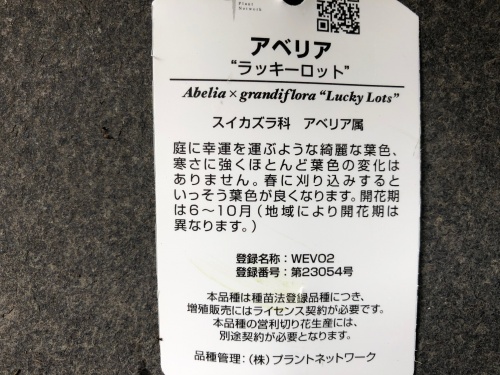 Plant
Network
アベリア
“ラッキーロット”
Abelia × grandiflora “Lucky Lots”
スイカズラ科　アベリア属
庭に幸運を運ぶような綺麗な葉色、
寒さに強くほとんど葉色の変化は
ありません。春に刈り込みすると
いっそう葉色が良くなります。開花期
は6〜10月（地域により開花期は
異なります。）
登録名称：WEV02
登録番号：第23054号
本品種は種苗法登録品種につき、
増殖販売にはライセンス契約が必要です。
本品種の営利切り花生産には、
別途契約が必要となります。
品種管理：（株）プラントネットワーク